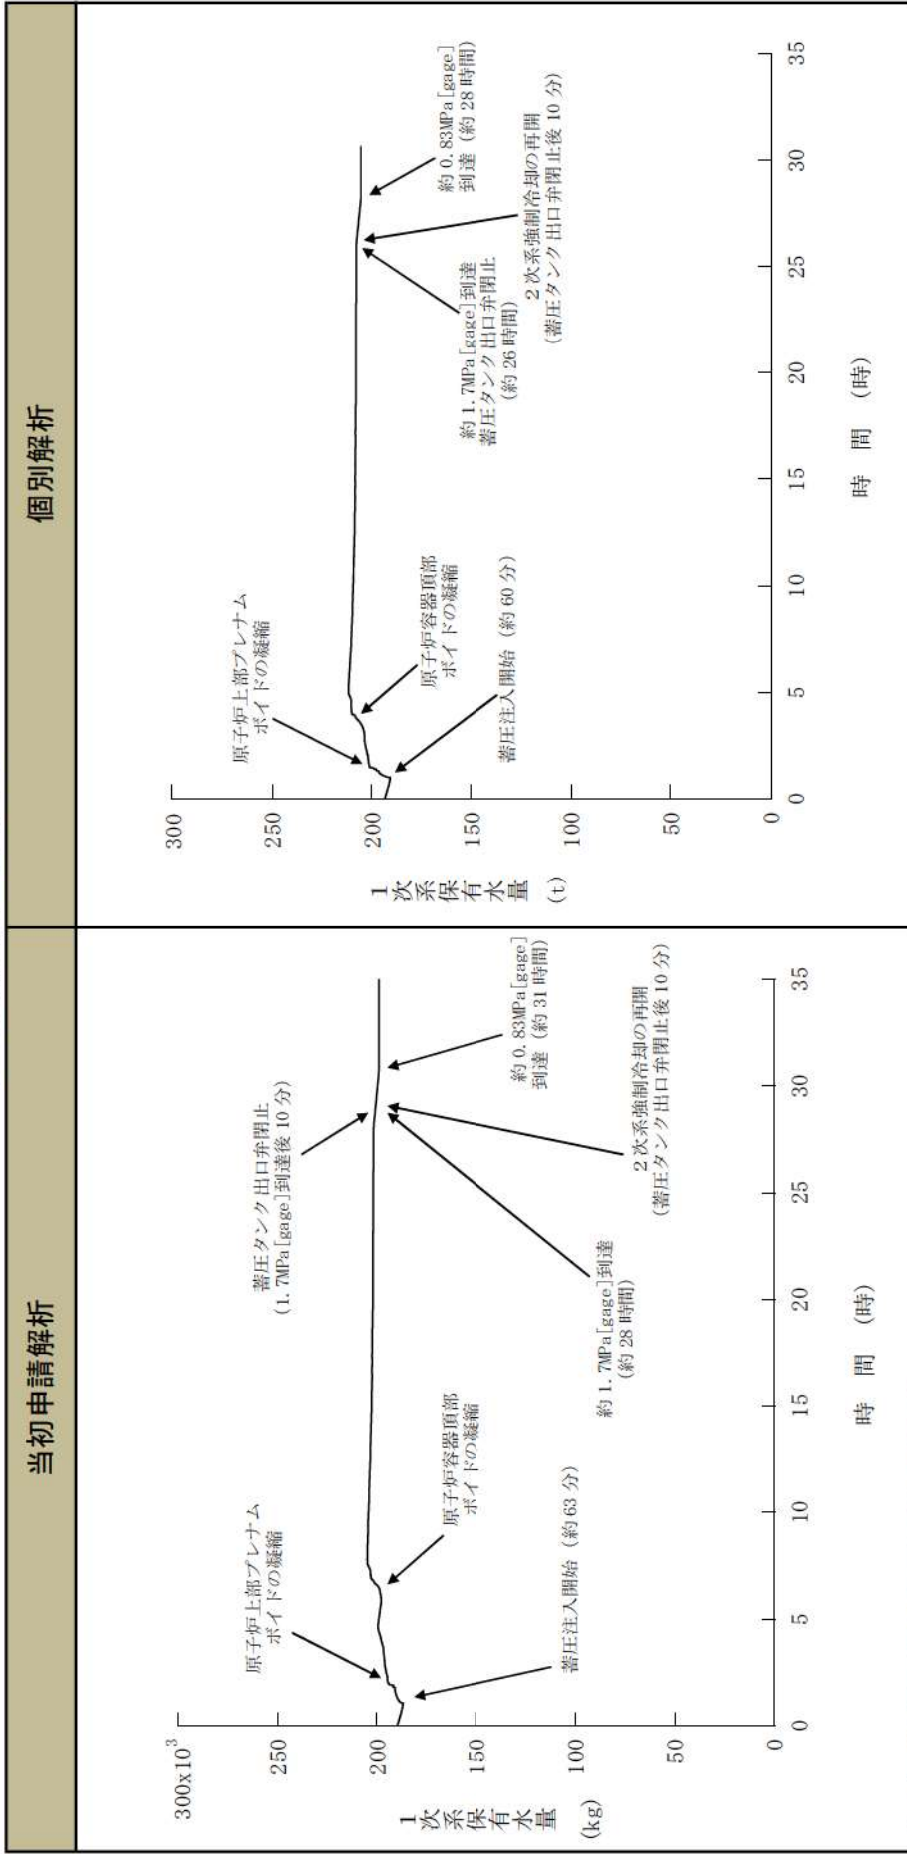 当初申請解析
300x10³
250
200
150
100
50
0
1次系保有水量
(kg)
原子炉上部プレナム
ボイドの凝縮
蓄圧タンク出口弁閉止
(1.7MPa[gage]到達後10分)
原子炉容器頂部
ボイドの凝縮
約0.83MPa[gage]
到達(約31時間)
蓄圧注入開始(約63分)
約1.7MPa[gage]到達
(約28時間)
2次系強制冷却の再開
(蓄圧タンク出口弁閉止後10分)
0
5
10
15
20
25
30
35
時 間 (時)
個別解析
300
250
200
150
100
50
0
1次系保有水量
(t)
原子炉上部プレナム
ボイドの凝縮
原子炉容器頂部
ボイドの凝縮
約0.83MPa[gage]
到達(約28時間)
約1.7MPa[gage]到達
蓄圧タンク出口弁閉止
(約26時間)
蓄圧注入開始(約60分)
2次系強制冷却の再開
(蓄圧タンク出口弁閉止後10分)
0
5
10
15
20
25
30
35
時 間 (時)